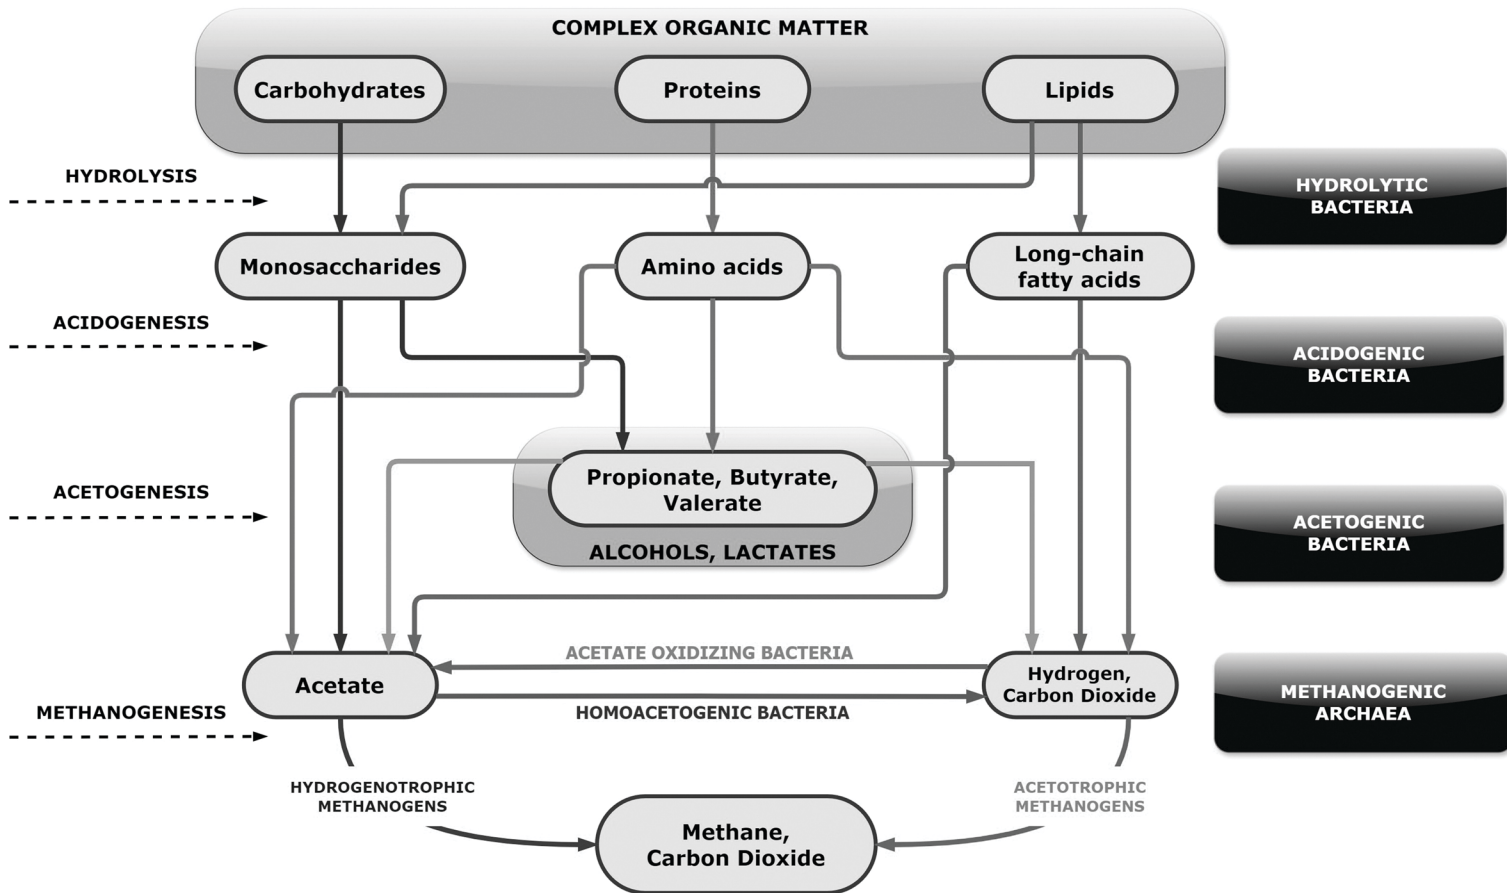 COMPLEX ORGANIC MATTER
Carbohydrates
Proteins
Lipids
HYDROLYSIS
HYDROLYTIC
BACTERIA
Monosaccharides
Amino acids
Long-chain
fatty acids
ACIDOGENESIS
ACIDOGENIC
BACTERIA
Propionate, Butyrate,
Valerate
ALCOHOLS, LACTATES
ACETOGENESIS
ACETOGENIC
BACTERIA
ACETATE OXIDIZING BACTERIA
Acetate
Hydrogen,
Carbon Dioxide
HOMOACETOGENIC BACTERIA
METHANOGENESIS
METHANOGENIC
ARCHAEA
HYDROGENOTROPHIC
METHANOGENS
ACETOTROPHIC
METHANOGENS
Methane,
Carbon Dioxide